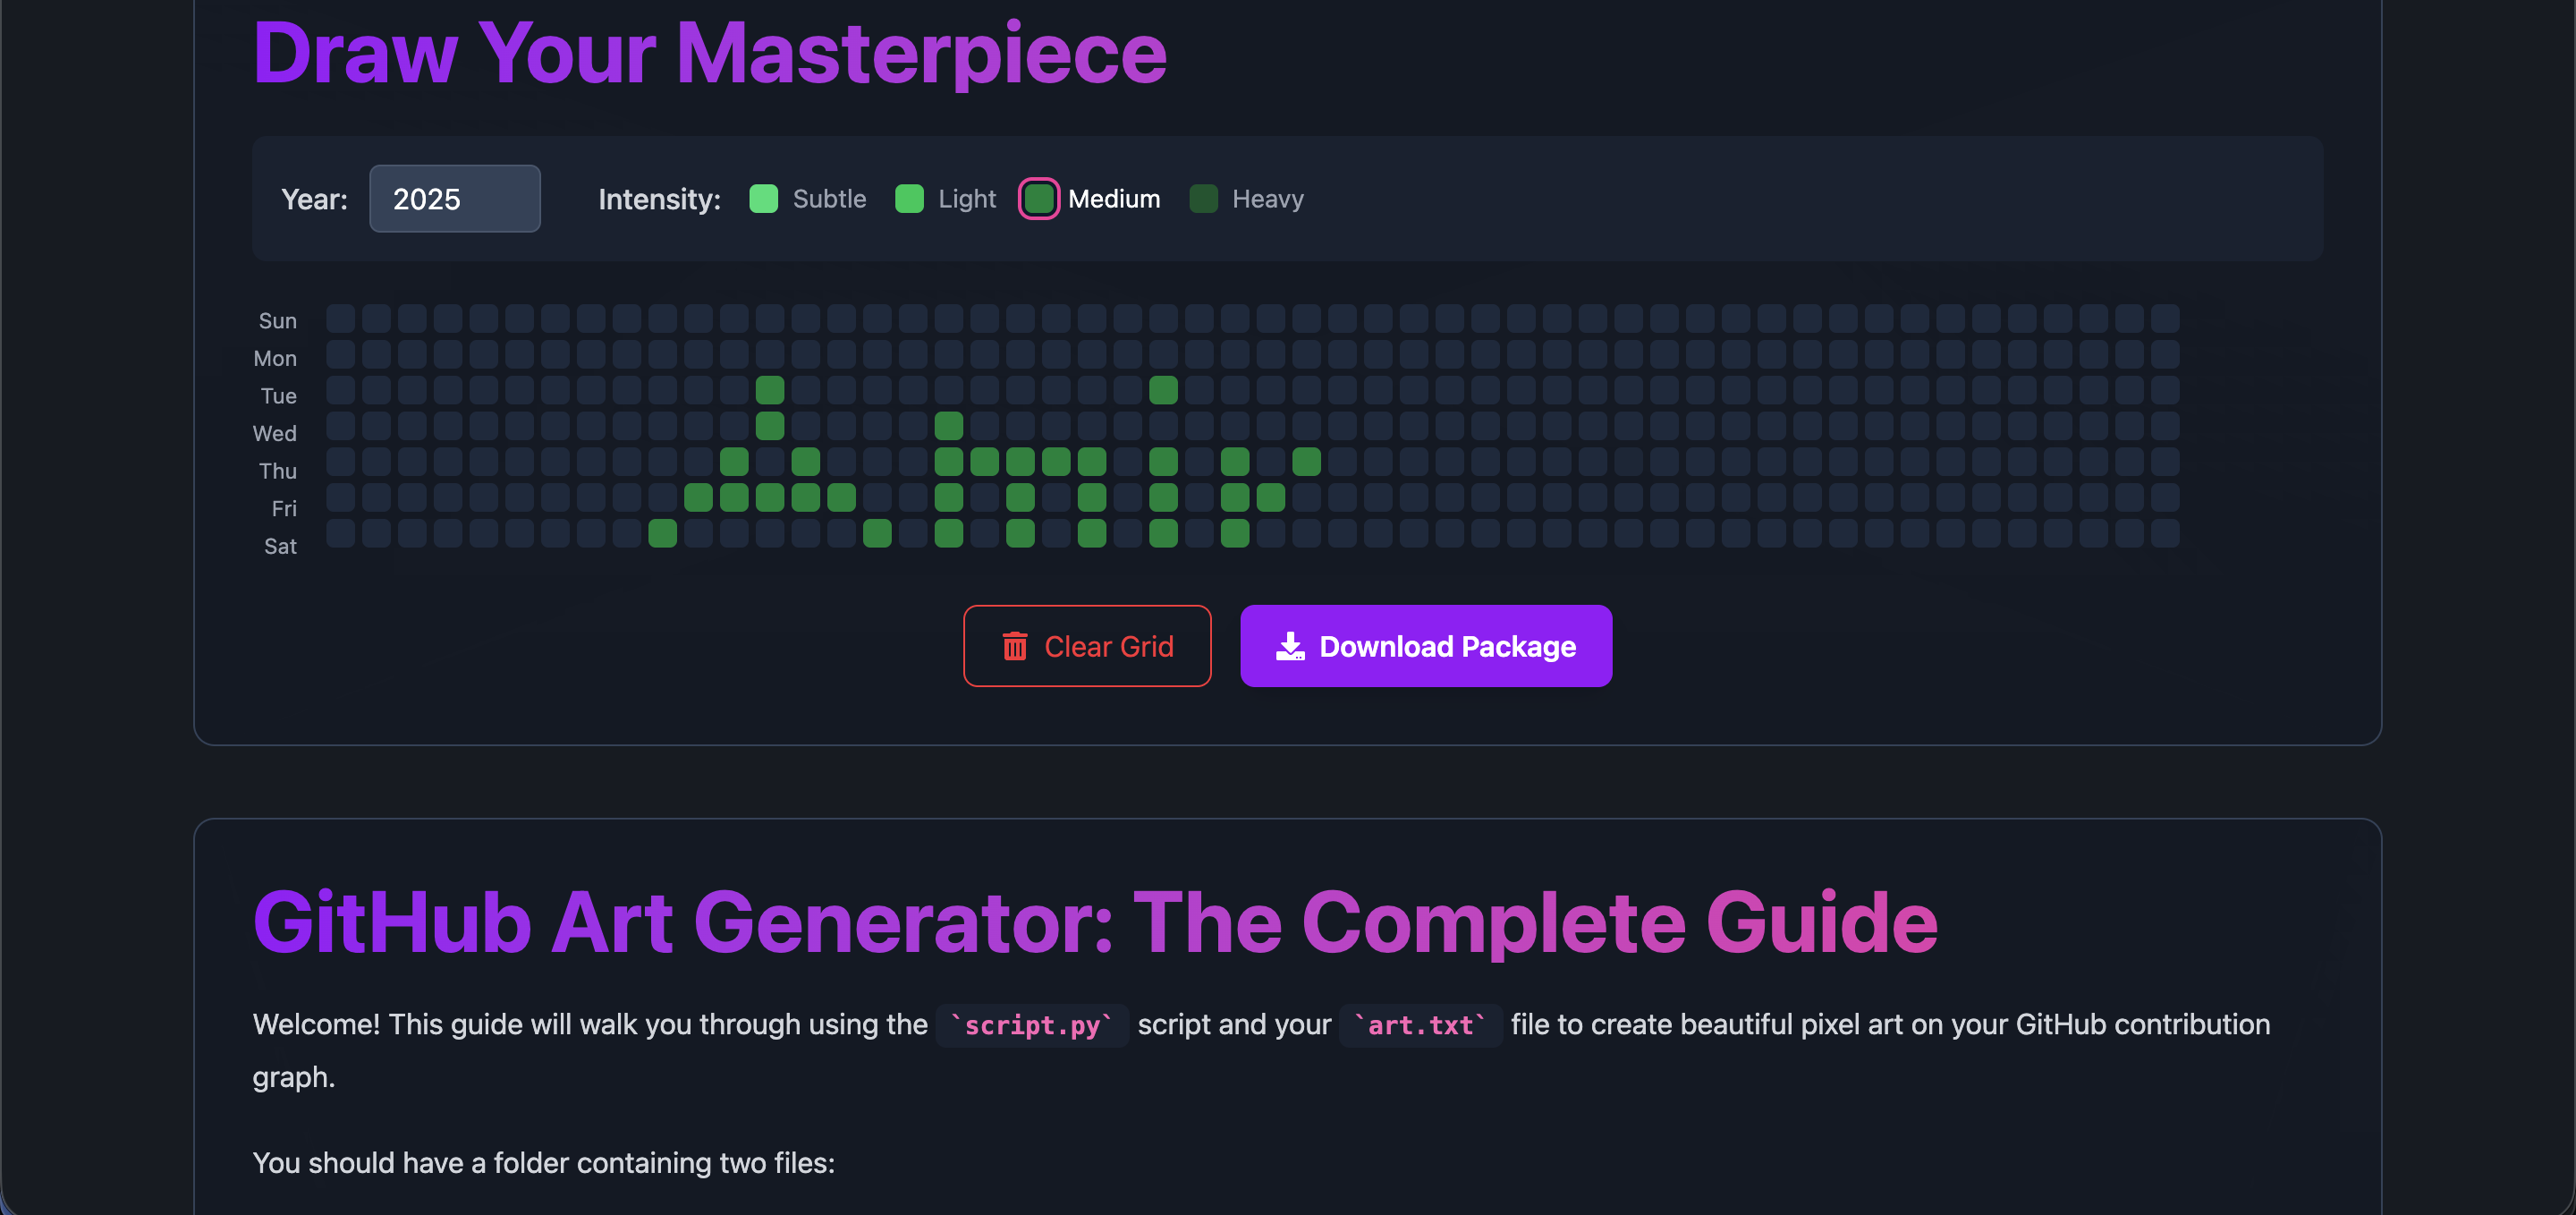 Draw Your Masterpiece
Year: 2025 Intensity: Subtle Light Medium Heavy
Sun
Mon
Tue
Wed
Thu
Fri
Sat
Clear Grid Download Package
GitHub Art Generator: The Complete Guide
Welcome! This guide will walk you through using the `script.py` script and your `art.txt` file to create beautiful pixel art on your GitHub contribution
graph.
You should have a folder containing two files: